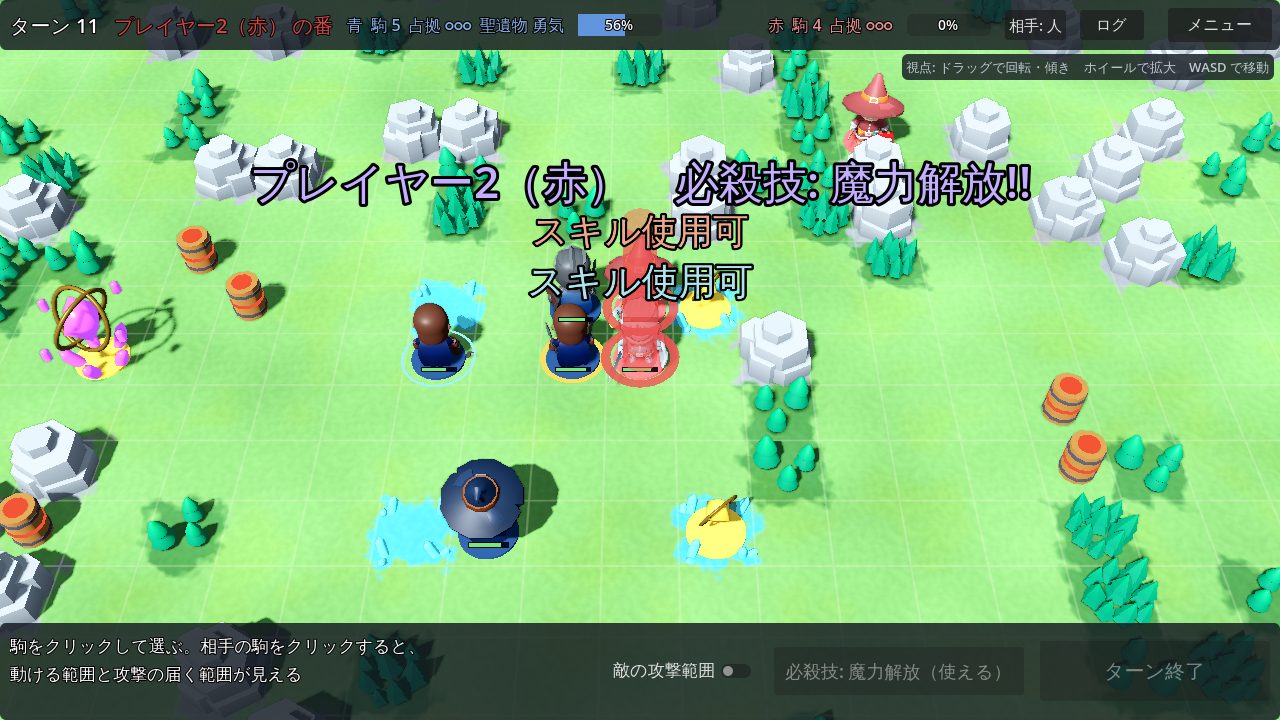 ターン 11 プレイヤー2（赤）の番 青 駒 5 占拠 ○○○ 聖遺物 勇気 56% 赤 駒 4 占拠 ○○○ 0% 相手: 人 ログ メニュー
視点: ドラッグで回転・傾き ホイールで拡大 WASD で移動
プレイヤー2（赤） 必殺技: 魔力解放!!
スキル使用可
スキル使用可
駒をクリックして選ぶ。相手の駒をクリックすると、
動ける範囲と攻撃の届く範囲が見える
敵の攻撃範囲 必殺技: 魔力解放（使える） ターン終了